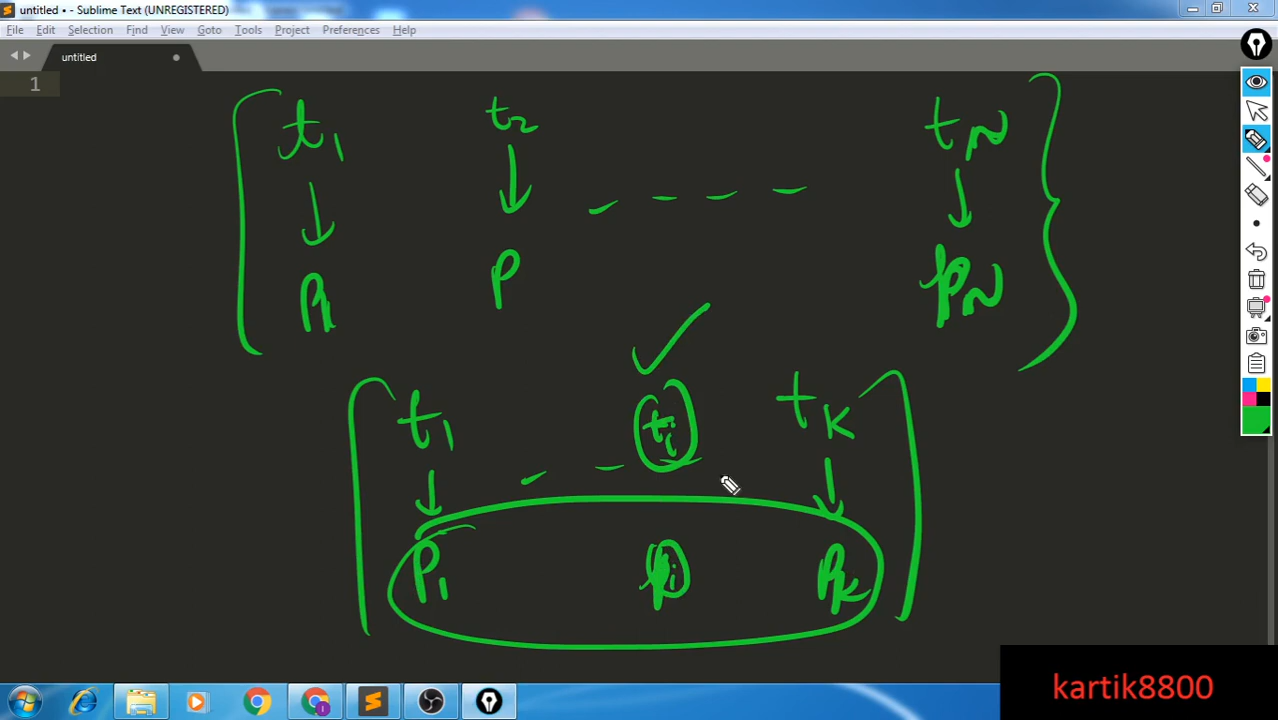 untitled • - Sublime Text (UNREGISTERED)
File Edit Selection Find View Goto Tools Project Preferences Help
untitled
1
t1 t2 tN
P1 P PN
t1 ti tK
P1 Pi Pk
kartik8800